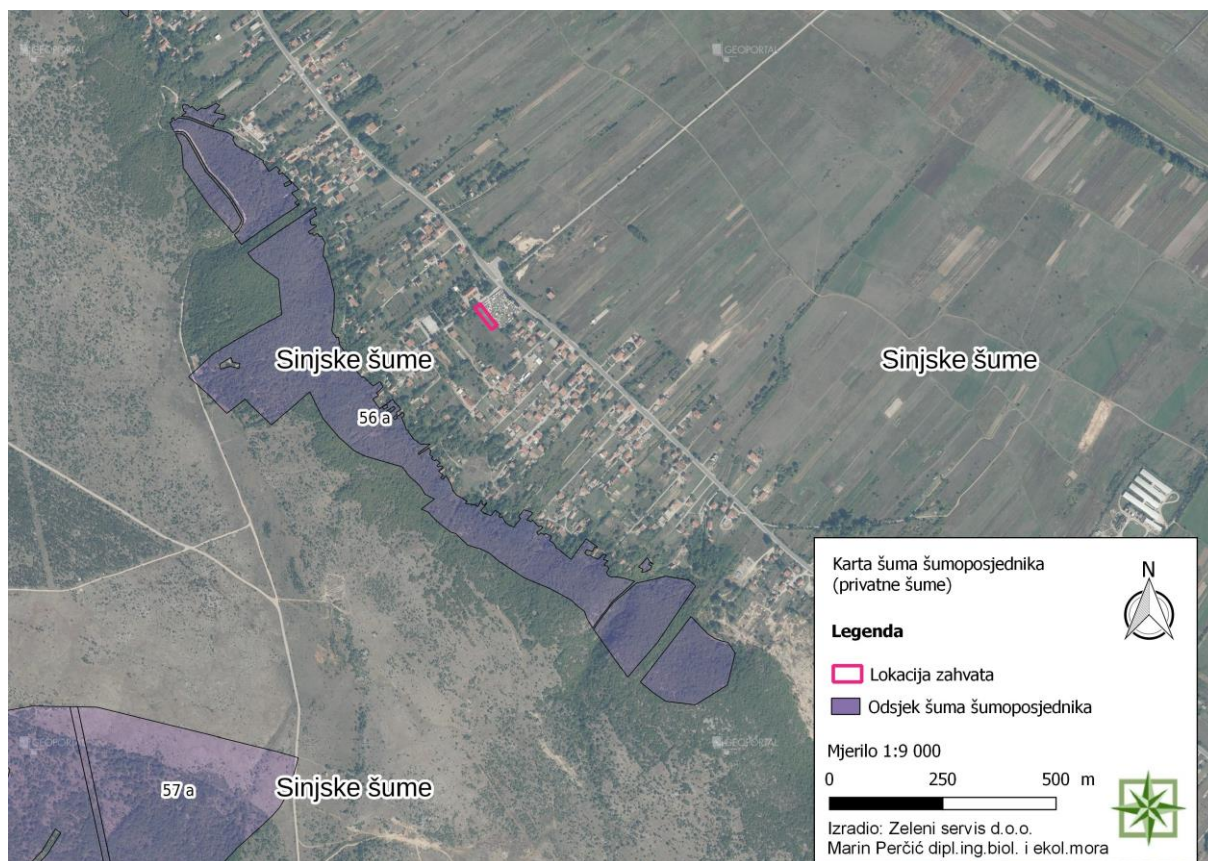 GEOPORTAL
GEOPORTAL
Sinjske šume
Sinjske šume
56 a
GEOPORTAL
GEOPORTAL
57 a
Sinjske šume
Karta šuma šumoposjednika
(privatne šume)
N
Legenda
Lokacija zahvata
Odsjek šuma šumoposjednika
Mjerilo 1:9 000
0 250 500 m
Izradio: Zeleni servis d.o.o.
Marin Perčić dipl.ing.biol. i ekol.mora